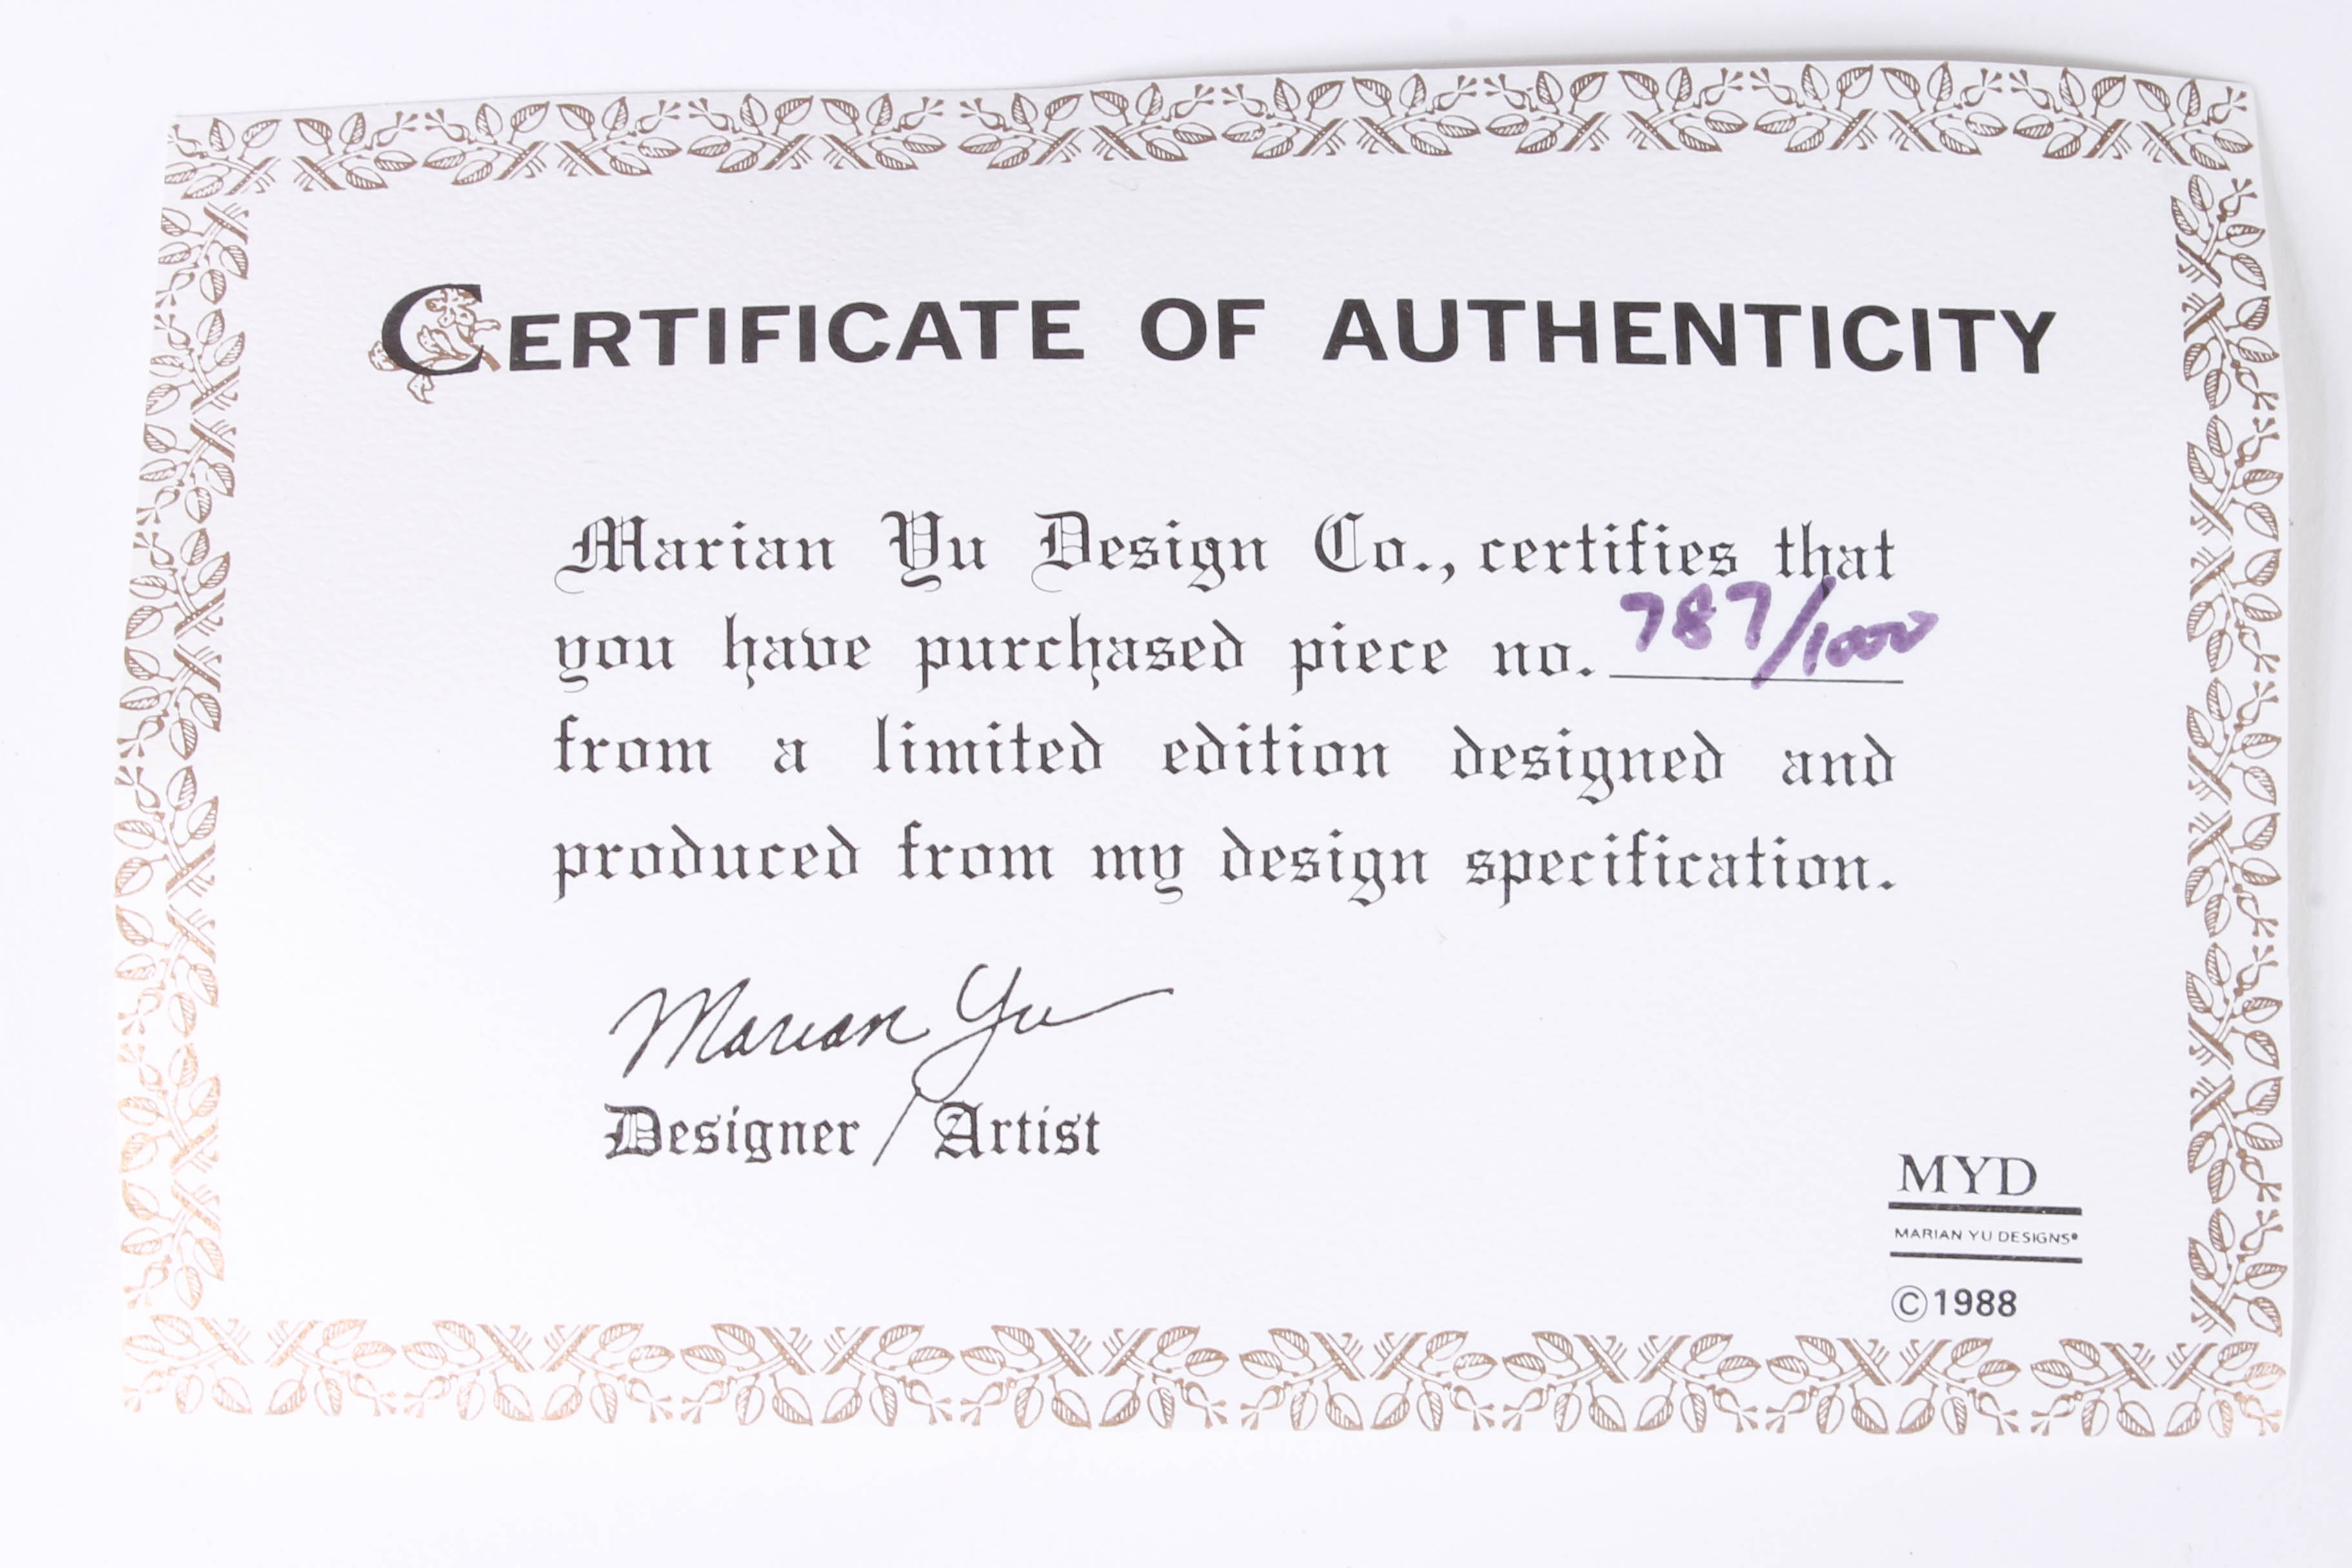 CERTIFICATE OF AUTHENTICITY
Marian Yu Design Co., certifies that
you have purchased piece no. 787/1000
from a limited edition designed and
produced from my design specification.
Marian Yu
Designer / Artist
MYD
MARIAN YU DESIGNS®
©1988